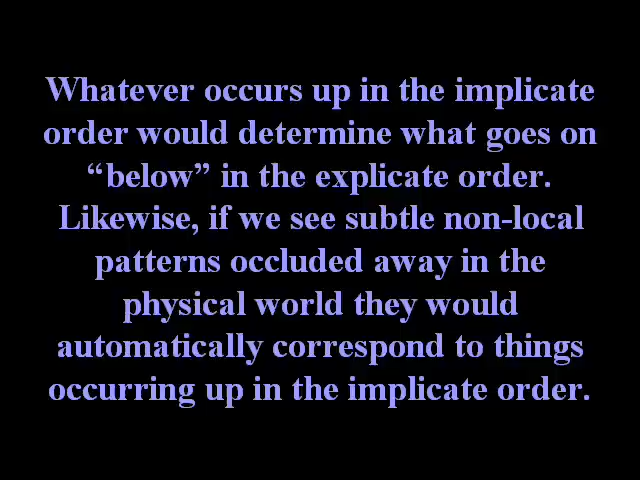 Whatever occurs up in the implicate
order would determine what goes on
“below” in the explicate order.
Likewise, if we see subtle non-local
patterns occluded away in the
physical world they would
automatically correspond to things
occurring up in the implicate order.